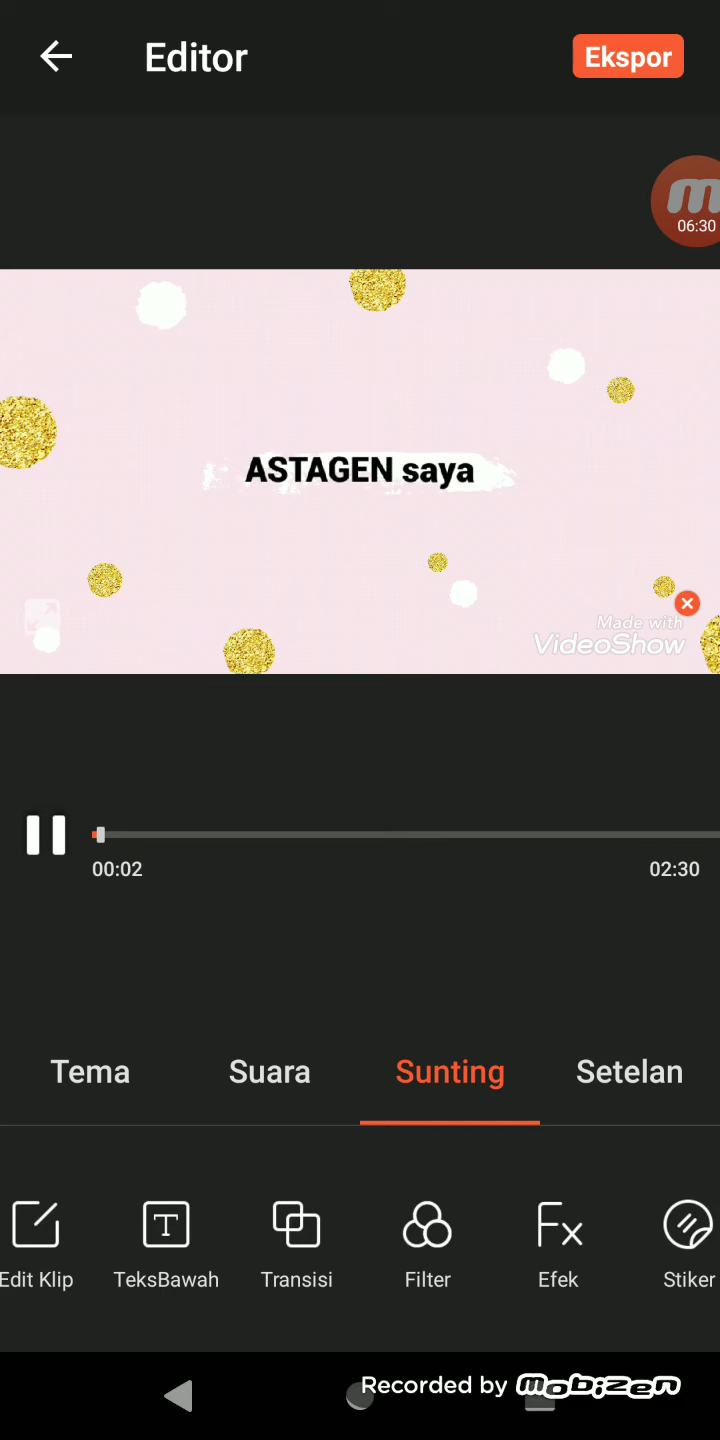 Editor
Ekspor
06:30
ASTAGEN saya
Made with
VideoShow
00:02
02:30
Tema
Suara
Sunting
Setelan
Edit Klip
TeksBawah
Transisi
Filter
Efek
Stiker
Recorded by mobizen